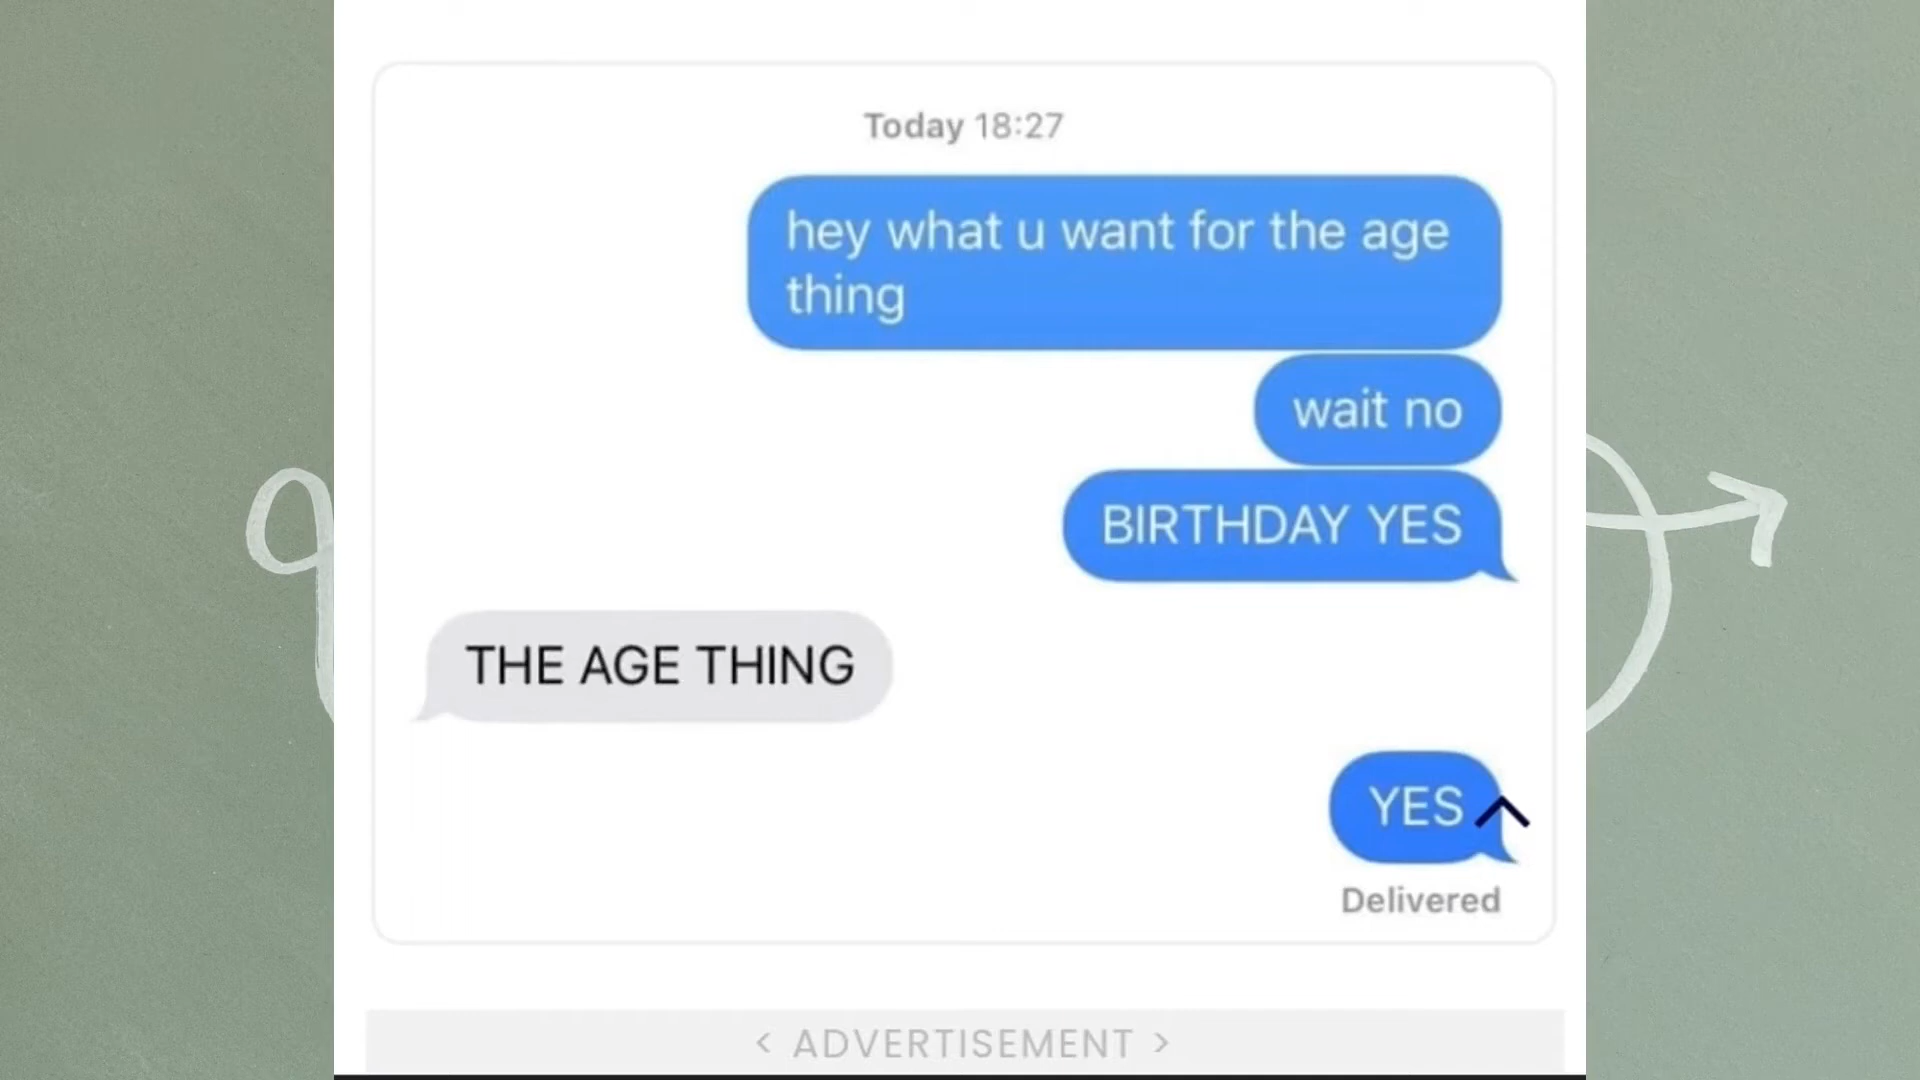 Today 18:27
hey what u want for the age
thing
wait no
BIRTHDAY YES
THE AGE THING
YES
Delivered
< ADVERTISEMENT >